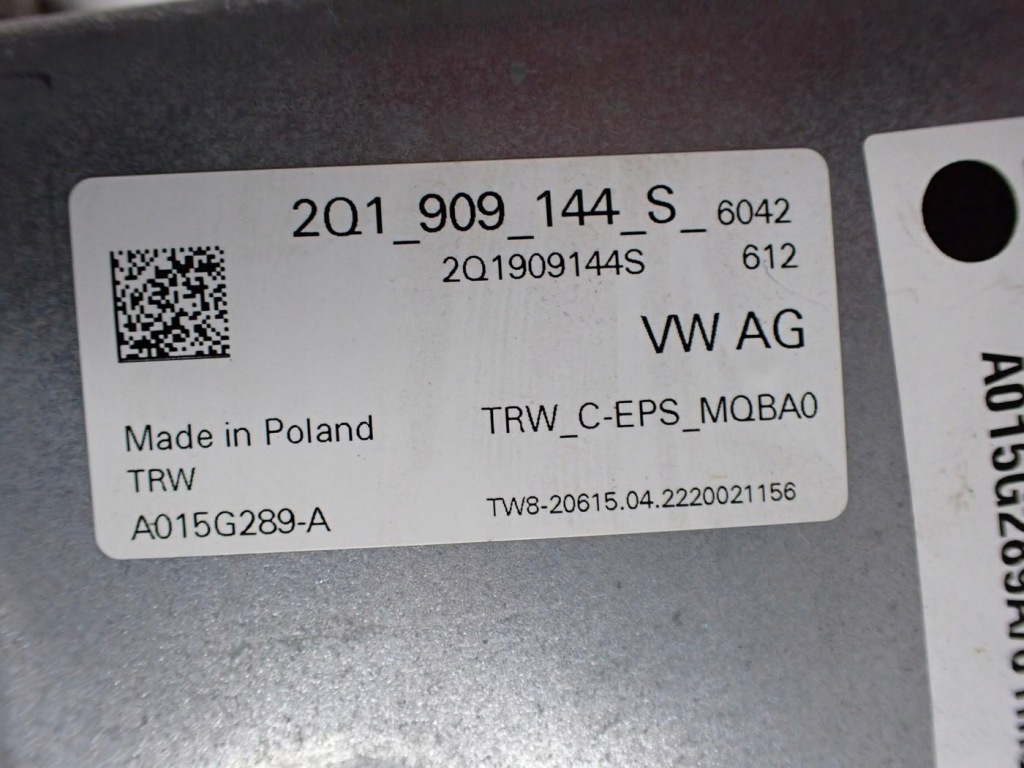 2Q1_909_144_S_ 6042
2Q1909144S 612
VW AG
Made in Poland
TRW_C-EPS_MQBA0
TRW
A015G289-A
TW8-20615.04.2220021156